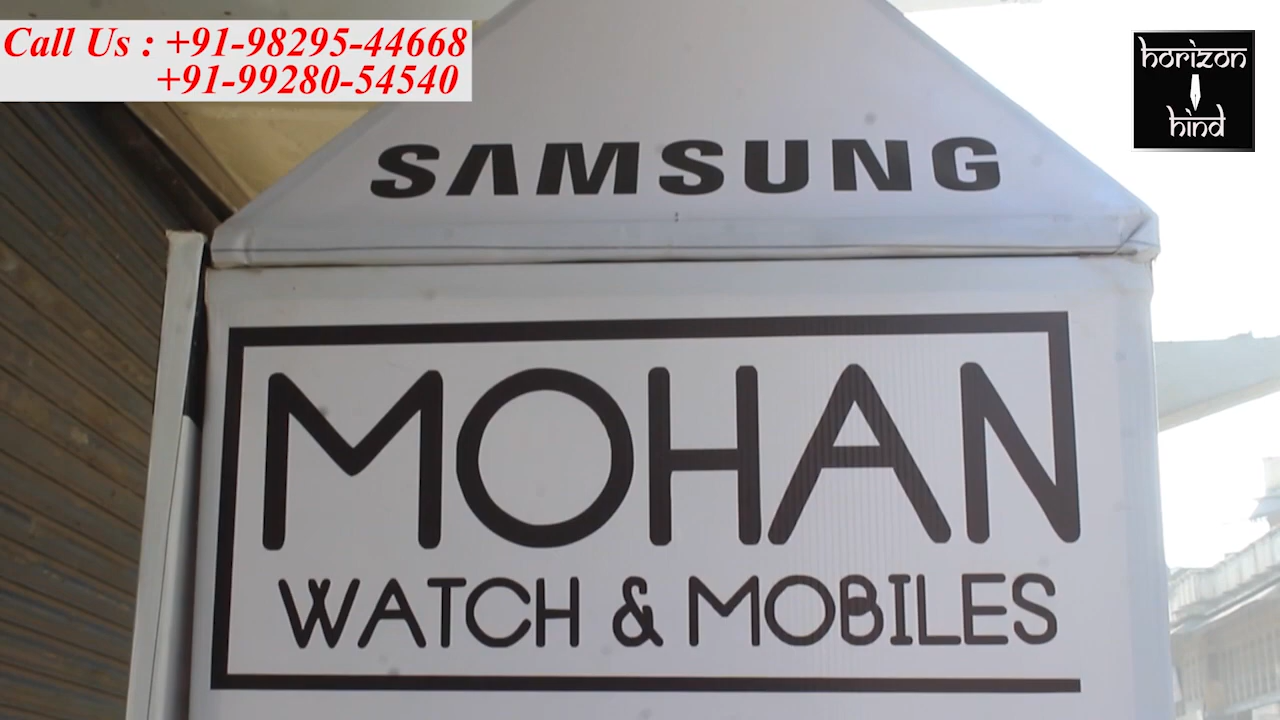 Call Us : +91-98295-44668
+91-99280-54540
horizon
hind
SAMSUNG
MOHAN
WATCH & MOBILES